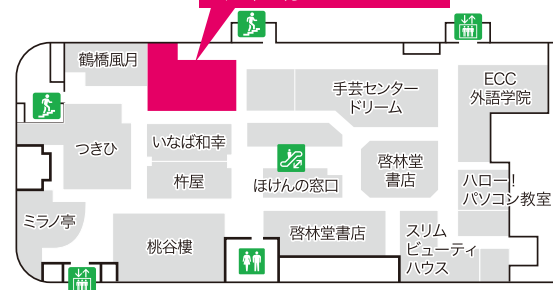 鶴橋風月
手芸センター
ドリーム
ECC
外語学院
つきひ
いなば和幸
杵屋
ほけんの窓口
啓林堂
書店
ハロー!
パソコン教室
ミラノ亭
桃谷樓
啓林堂書店
スリム
ビューティ
ハウス